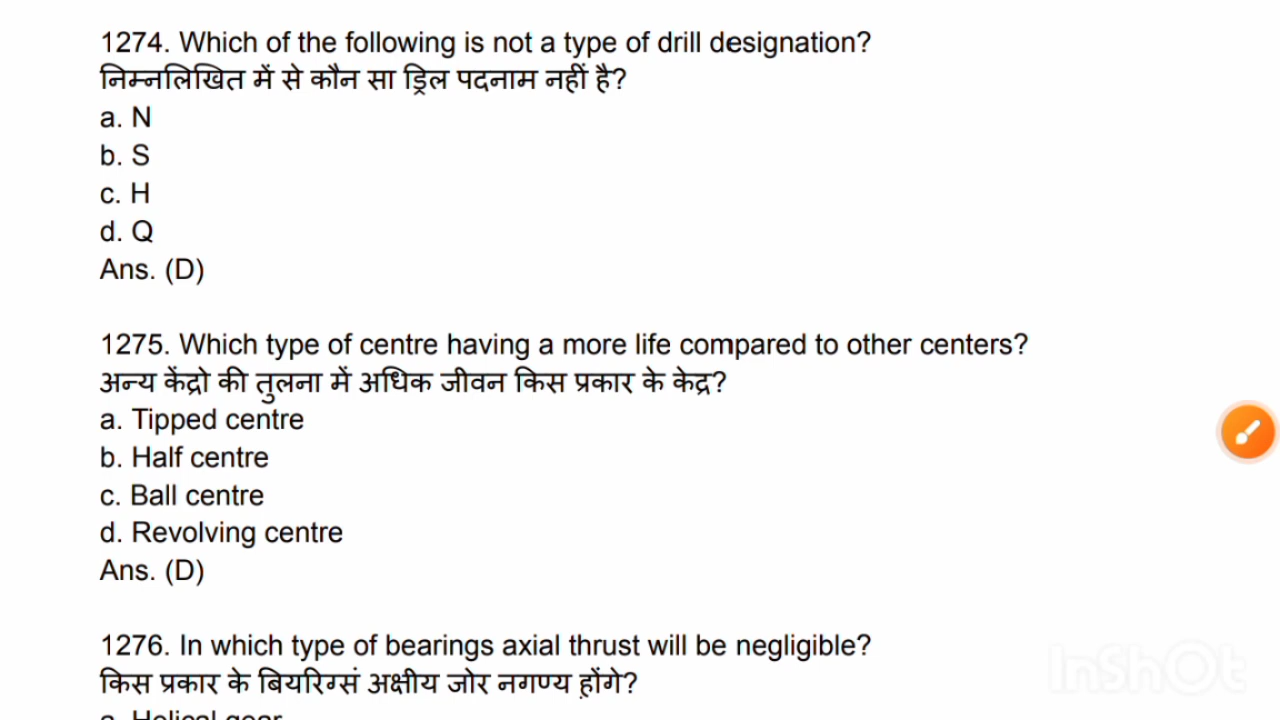 1274. Which of the following is not a type of drill designation?
निम्नलिखित में से कौन सा ड्रिल पदनाम नहीं है?
a. N
b. S
c. H
d. Q
Ans. (D)
1275. Which type of centre having a more life compared to other centers?
अन्य केंद्रो की तुलना में अधिक जीवन किस प्रकार के केद्र?
a. Tipped centre
b. Half centre
c. Ball centre
d. Revolving centre
Ans. (D)
1276. In which type of bearings axial thrust will be negligible?
किस प्रकार के बियरिग्सं अक्षीय जोर नगण्य होंगे?
a. Helical gear
InShOt